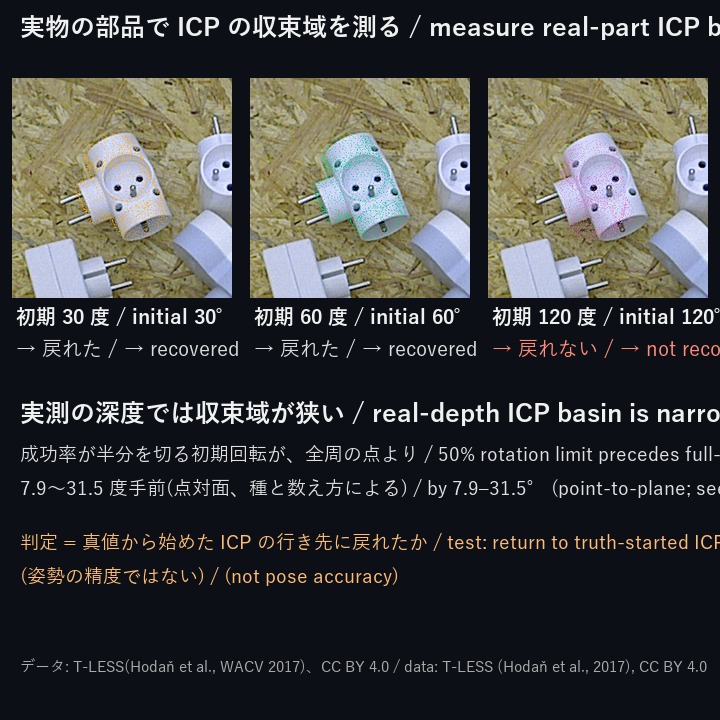 実物の部品で ICP の収束域を測る / measure real-part ICP b
初期 30 度 / initial 30°
→ 戻れた / → recovered
初期 60 度 / initial 60°
→ 戻れた / → recovered
初期 120 度 / initial 120°
→ 戻れない / → not reco
実測の深度では収束域が狭い / real-depth ICP basin is narro
成功率が半分を切る初期回転が、全周の点より / 50% rotation limit precedes full-
7.9〜31.5 度手前(点対面、種と数え方による) / by 7.9–31.5° (point-to-plane; see
判定 = 真値から始めた ICP の行き先に戻れたか / test: return to truth-started ICP
(姿勢の精度ではない) / (not pose accuracy)
データ: T-LESS(Hodaň et al., WACV 2017)、CC BY 4.0 / data: T-LESS (Hodaň et al., 2017), CC BY 4.0